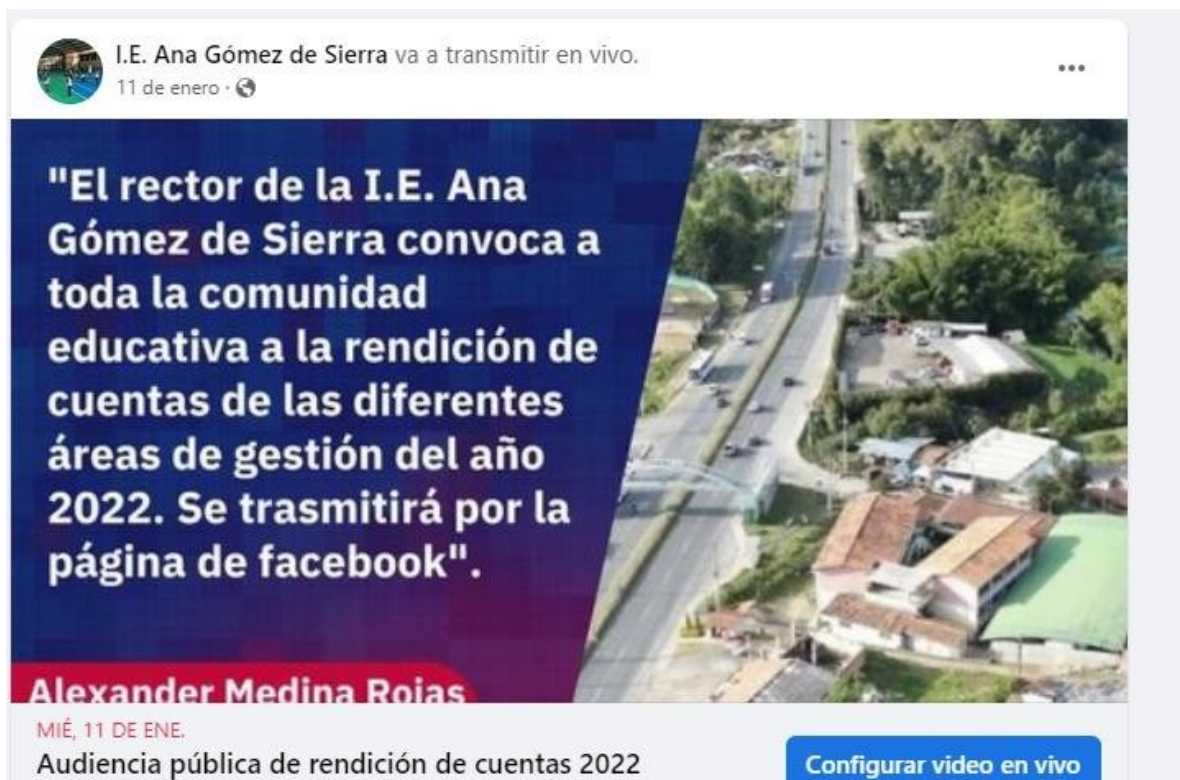 I.E. Ana Gómez de Sierra va a transmitir en vivo.
11 de enero ·
"El rector de la I.E. Ana
Gómez de Sierra convoca a
toda la comunidad
educativa a la rendición de
cuentas de las diferentes
áreas de gestión del año
2022. Se trasmitirá por la
página de facebook".
Alexander Medina Rojas
MIÉ, 11 DE ENE.
Audiencia pública de rendición de cuentas 2022
Configurar video en vivo